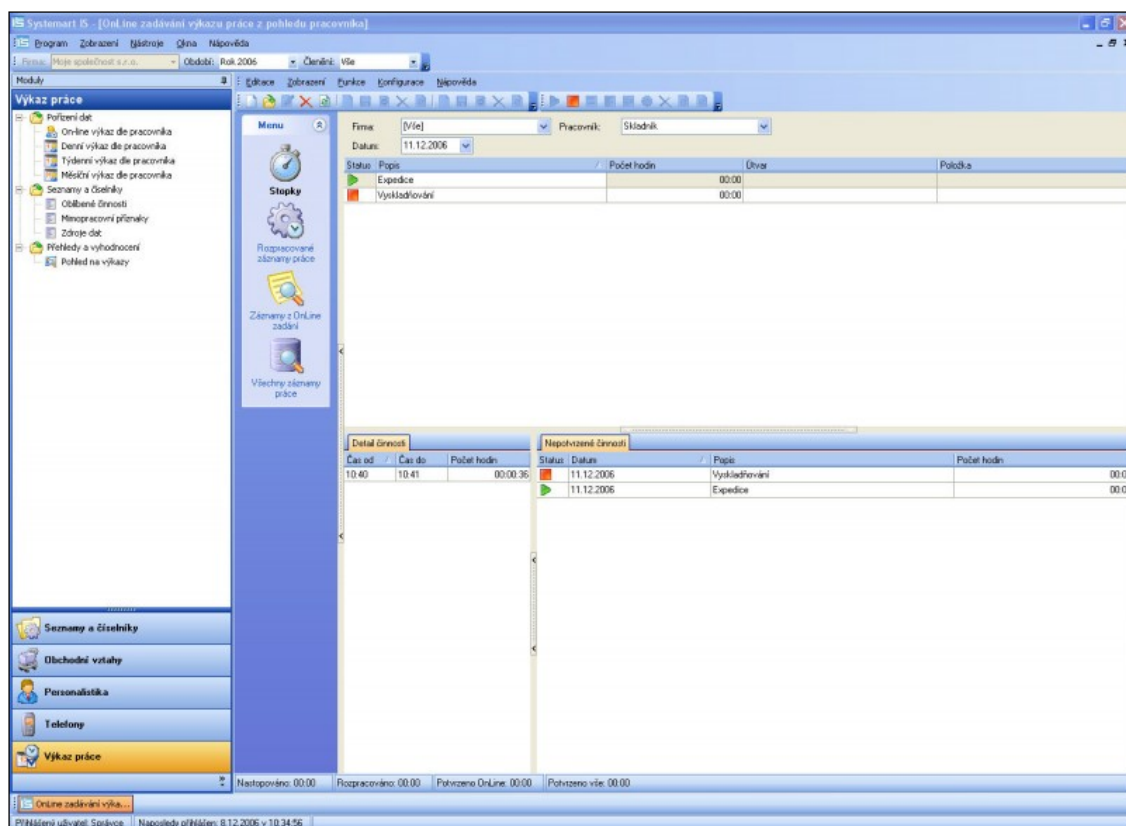 Systemart IS - [OnLine zadávání výkazu práce z pohledu pracovníka]
Program Zobrazení Nástroje Okna Nápověda
Firma: Moje společnost s.r.o. Období: Rok 2006 Členění: Vše
Moduly
Editace Zobrazení Funkce Konfigurace Nápověda
Výkaz práce
Pořízení dat
On-line výkaz dle pracovníka
Denní výkaz dle pracovníka
Týdenní výkaz dle pracovníka
Měsíční výkaz dle pracovníka
Seznamy a číselníky
Oblíbené činnosti
Mimopracovní příznaky
Zdroje dat
Přehledy a vyhodnocení
Pohled na výkazy
Menu
Stopky
Rozpracované
záznamy práce
Záznamy z OnLine
zadání
Všechny záznamy
práce
Firma: [Vše] Pracovník: Skladník
Datum: 11.12.2006
Status Popis Počet hodin Útvar Položka
Expedice 00:00
Vyskladňování 00:00
Detail činnosti
Čas od Čas do Počet hodin
10:40 10:41 00:00:36
Nepotvrzené činnosti
Status Datum Popis Počet hodin
11.12.2006 Vyskladňování 00:0
11.12.2006 Expedice 00:0
Seznamy a číselníky
Obchodní vztahy
Personalistika
Telefony
Výkaz práce
Nastopováno: 00:00 Rozpracováno: 00:00 Potvrzeno OnLine: 00:00 Potvrzeno vše: 00:00
OnLine zadávání výka...
Přihlášený uživatel: Správce Naposledy přihlášen: 8.12.2006 v 10:34:56